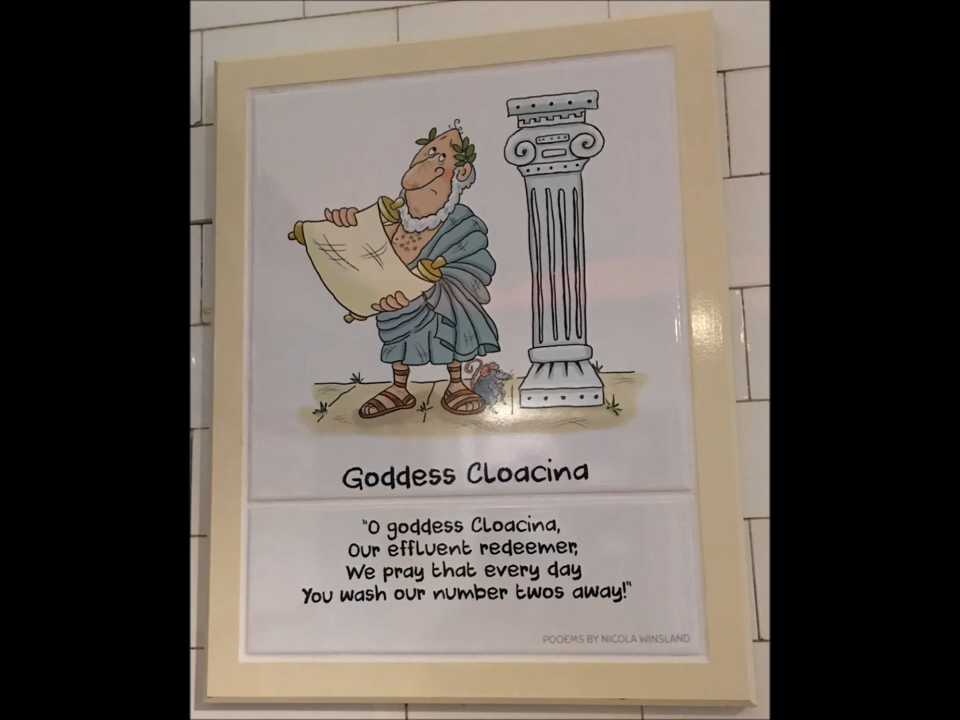 Goddess Cloacina
"O goddess Cloacina,
Our effluent redeemer,
We pray that every day
You wash our number twos away!"
POOEMS BY NICOLA WINSLAND